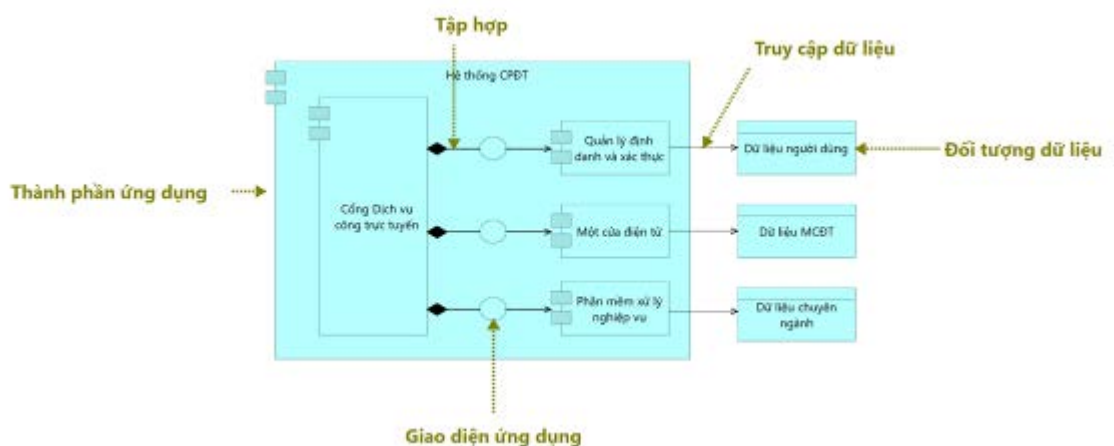 Tập hợp
Truy cập dữ liệu
Hệ thống CPĐT
Quản lý định
danh và xác thực
Dữ liệu người dùng
Đối tượng dữ liệu
Thành phần ứng dụng
Cổng Dịch vụ
công trực tuyến
Một cửa điện tử
Dữ liệu MCĐT
Phần mềm xử lý
nghiệp vụ
Dữ liệu chuyên
ngành
Giao diện ứng dụng